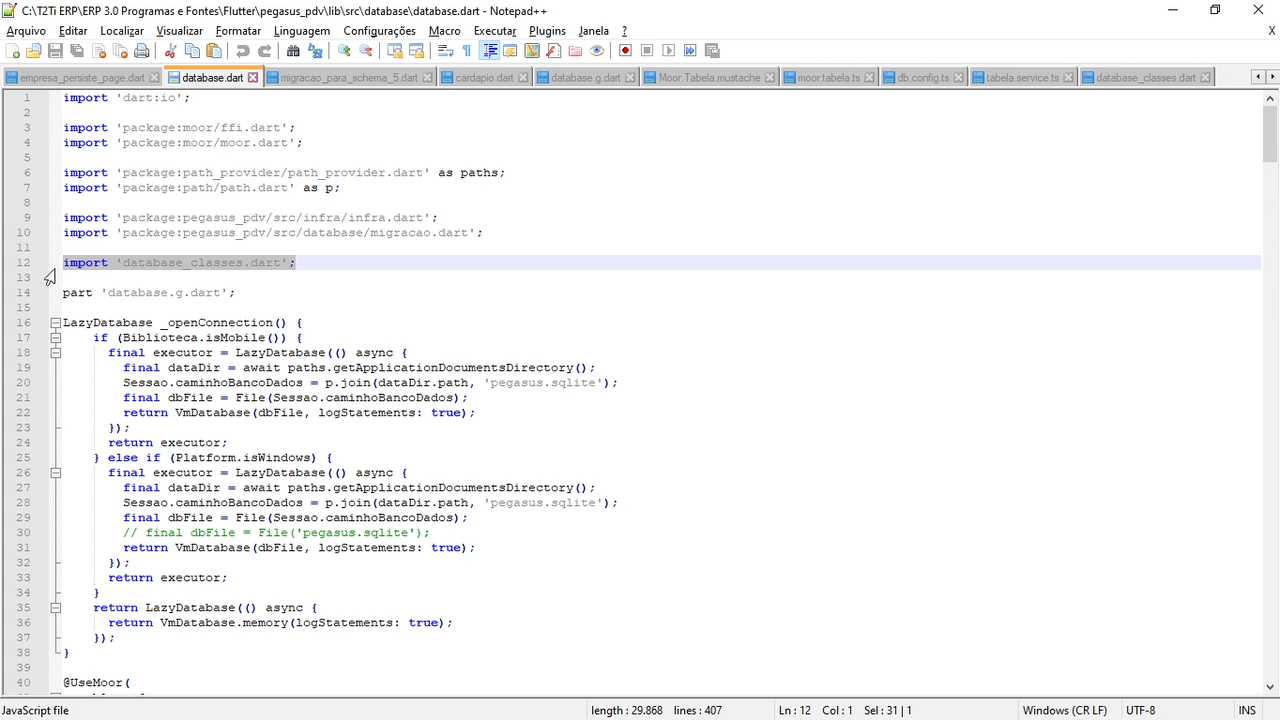 C:\T2Ti ERP\ERP 3.0 Programas e Fontes\Flutter\pegasus_pdv\lib\src\database\database.dart - Notepad++
Arquivo Editar Localizar Visualizar Formatar Linguagem Configurações Macro Executar Plugins Janela ? X
empresa_persiste_page.dart database.dart migracao_para_schema_5.dart cardapio.dart database.g.dart Moor.Tabela.mustache moor.tabela.ts db.config.ts tabela.service.ts database_classes.dart
1 import 'dart:io';
2
3 import 'package:moor/ffi.dart';
4 import 'package:moor/moor.dart';
5
6 import 'package:path_provider/path_provider.dart' as paths;
7 import 'package:path/path.dart' as p;
8
9 import 'package:pegasus_pdv/src/infra/infra.dart';
10 import 'package:pegasus_pdv/src/database/migracao.dart';
11
12 import 'database_classes.dart';
13
14 part 'database.g.dart';
15
16 LazyDatabase _openConnection() {
17 if (Biblioteca.isMobile()) {
18 final executor = LazyDatabase(() async {
19 final dataDir = await paths.getApplicationDocumentsDirectory();
20 Sessao.caminhoBancoDados = p.join(dataDir.path, 'pegasus.sqlite');
21 final dbFile = File(Sessao.caminhoBancoDados);
22 return VmDatabase(dbFile, logStatements: true);
23 });
24 return executor;
25 } else if (Platform.isWindows) {
26 final executor = LazyDatabase(() async {
27 final dataDir = await paths.getApplicationDocumentsDirectory();
28 Sessao.caminhoBancoDados = p.join(dataDir.path, 'pegasus.sqlite');
29 final dbFile = File(Sessao.caminhoBancoDados);
30 // final dbFile = File('pegasus.sqlite');
31 return VmDatabase(dbFile, logStatements: true);
32 });
33 return executor;
34 }
35 return LazyDatabase(() async {
36 return VmDatabase.memory(logStatements: true);
37 });
38 }
39
40 @UseMoor(
JavaScript file length : 29.868 lines : 407 Ln : 12 Col : 1 Sel : 31 | 1 Windows (CR LF) UTF-8 INS